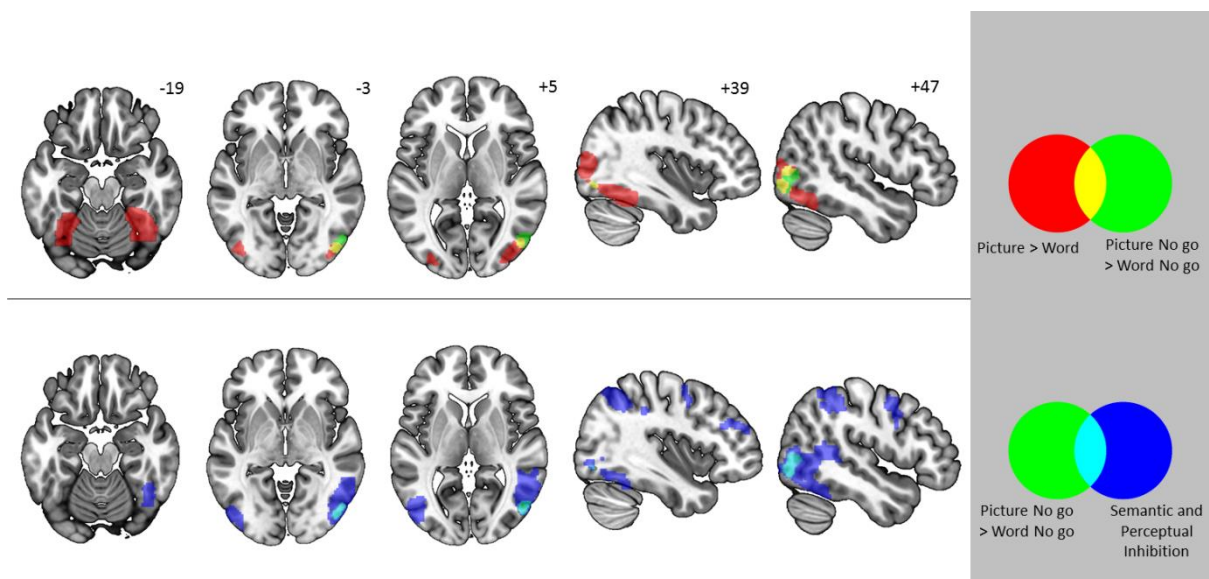 -19
-3
+5
+39
+47
Picture > Word
Picture No go
> Word No go
Picture No go
> Word No go
Semantic and
Perceptual
Inhibition